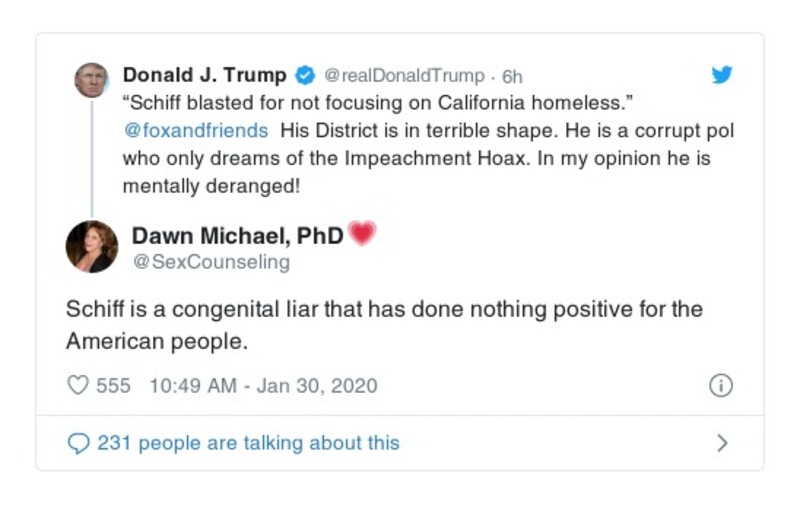 Donald J. Trump @realDonaldTrump · 6h
“Schiff blasted for not focusing on California homeless.”
@foxandfriends His District is in terrible shape. He is a corrupt pol
who only dreams of the Impeachment Hoax. In my opinion he is
mentally deranged!
Dawn Michael, PhD
@SexCounseling
Schiff is a congenital liar that has done nothing positive for the
American people.
555 10:49 AM - Jan 30, 2020
231 people are talking about this